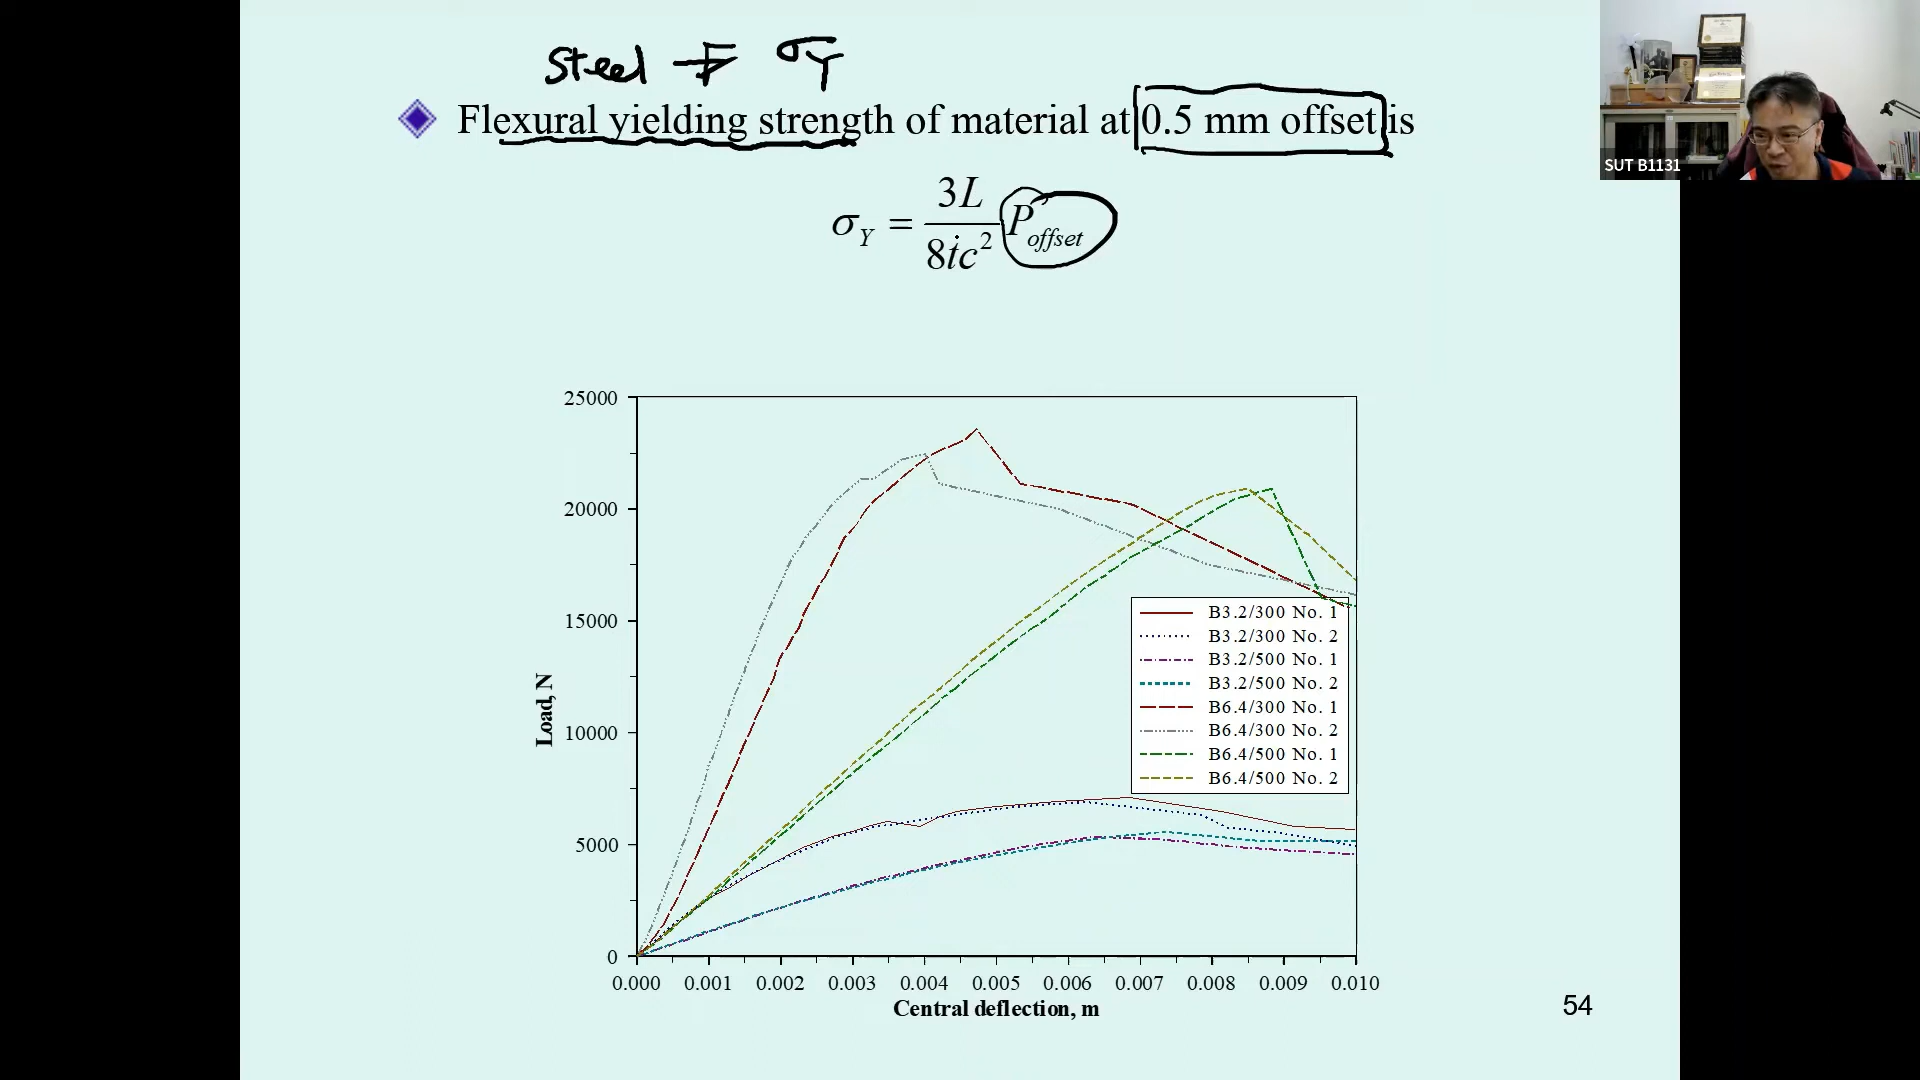 Steel F σY
Flexural yielding strength of material at 0.5 mm offset is
σY = 3L / 8tc² Poffset
SUT B1131
25000
20000
15000
10000
5000
0
Load, N
B3.2/300 No. 1
B3.2/300 No. 2
B3.2/500 No. 1
B3.2/500 No. 2
B6.4/300 No. 1
B6.4/300 No. 2
B6.4/500 No. 1
B6.4/500 No. 2
0.000 0.001 0.002 0.003 0.004 0.005 0.006 0.007 0.008 0.009 0.010
Central deflection, m
54